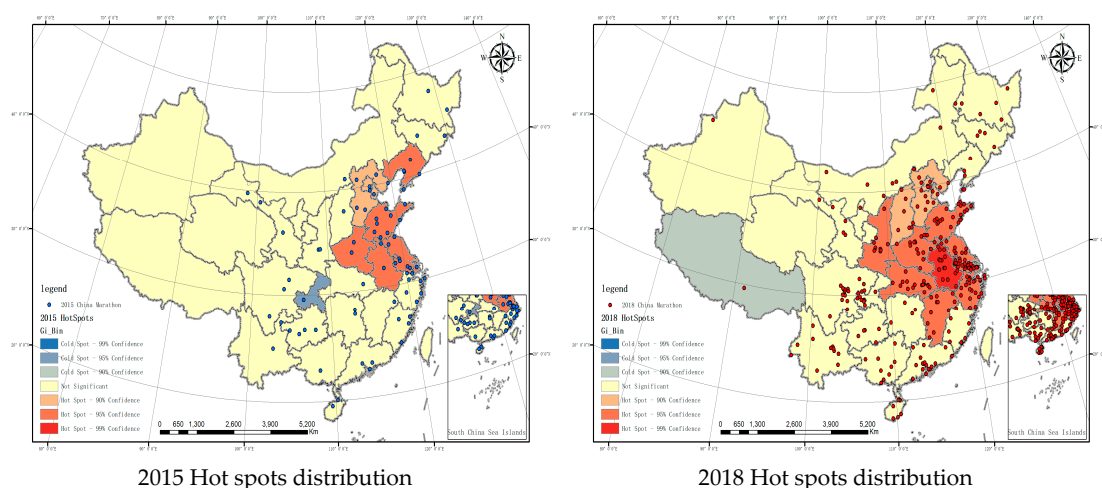 N
W
E
S
legend
2015 China Marathon
2015 HotSpots
Gi_Bin
Cold Spot - 99% Confidence
Cold Spot - 95% Confidence
Cold Spot - 90% Confidence
Not Significant
Hot Spot - 90% Confidence
Hot Spot - 95% Confidence
Hot Spot - 99% Confidence
0 650 1,300 2,600 3,900 5,200
Km
South China Sea Islands
2015 Hot spots distribution
N
W
E
S
legend
2018 China Marathon
2018 HotSpots
Gi_Bin
Cold Spot - 99% Confidence
Cold Spot - 95% Confidence
Cold Spot - 90% Confidence
Not Significant
Hot Spot - 90% Confidence
Hot Spot - 95% Confidence
Hot Spot - 99% Confidence
0 650 1,300 2,600 3,900 5,200
Km
South China Sea Islands
2018 Hot spots distribution